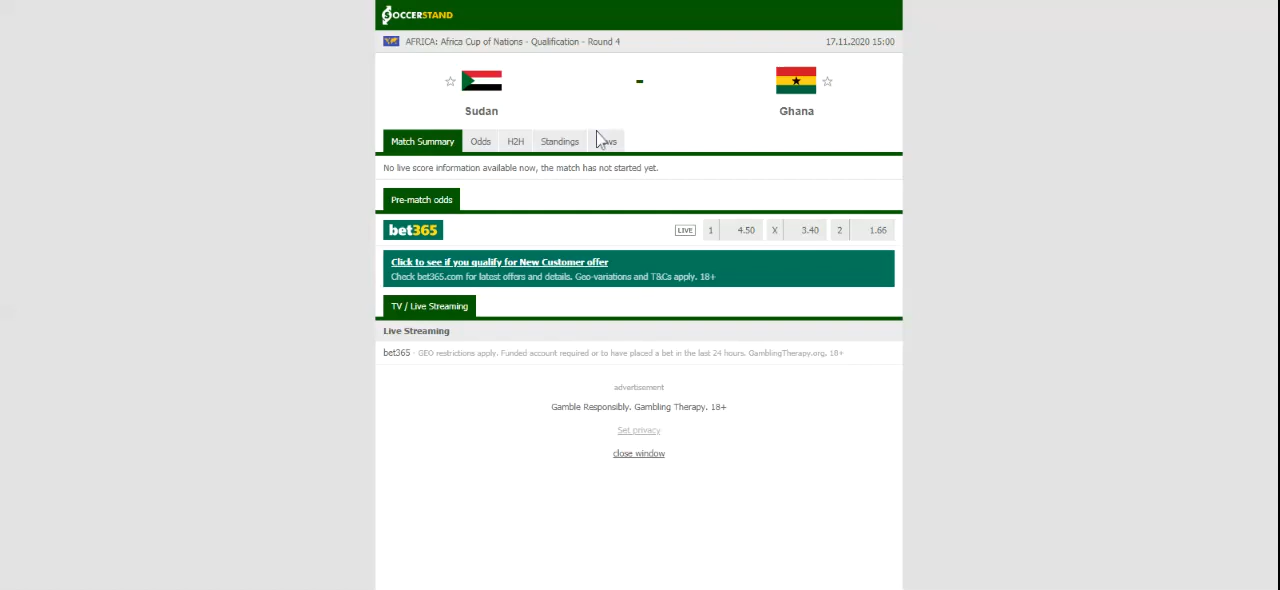 SOCCERSTAND
AFRICA: Africa Cup of Nations - Qualification - Round 4 17.11.2020 15:00
-
Sudan Ghana
Match Summary Odds H2H Standings
No live score information available now, the match has not started yet.
Pre-match odds
bet365 LIVE 1 4.50 X 3.40 2 1.66
Click to see if you qualify for New Customer offer
Check bet365.com for latest offers and details. Geo-variations and T&Cs apply. 18+
TV / Live Streaming
Live Streaming
bet365 - GEO restrictions apply. Funded account required or to have placed a bet in the last 24 hours. GamblingTherapy.org. 18+
advertisement
Gamble Responsibly. Gambling Therapy. 18+
Set privacy
close window